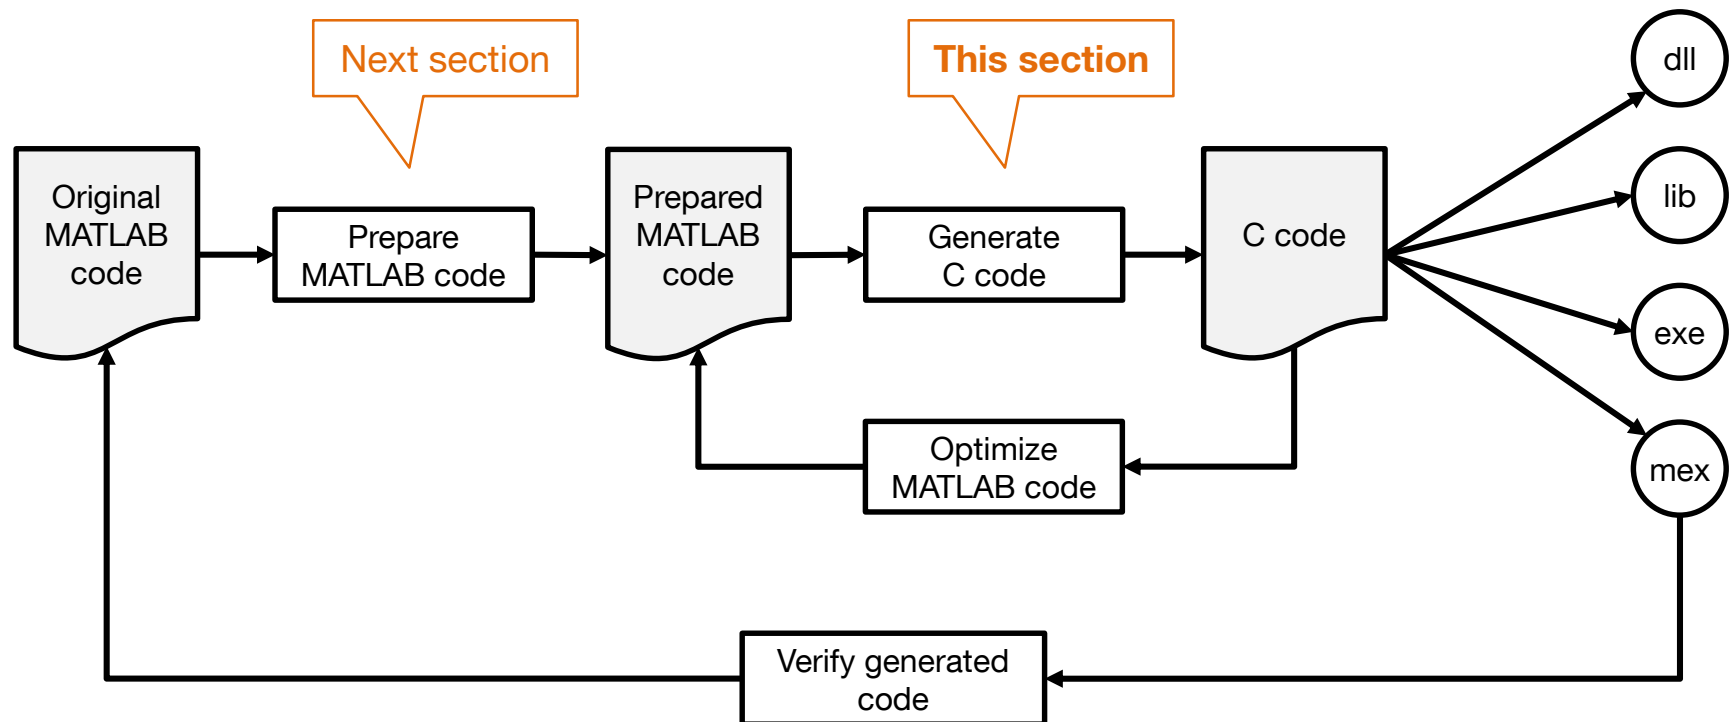 Next section
This section
dll
Original
MATLAB
code
Prepare
MATLAB code
Prepared
MATLAB
code
Generate
C code
C code
lib
exe
Optimize
MATLAB code
mex
Verify generated
code